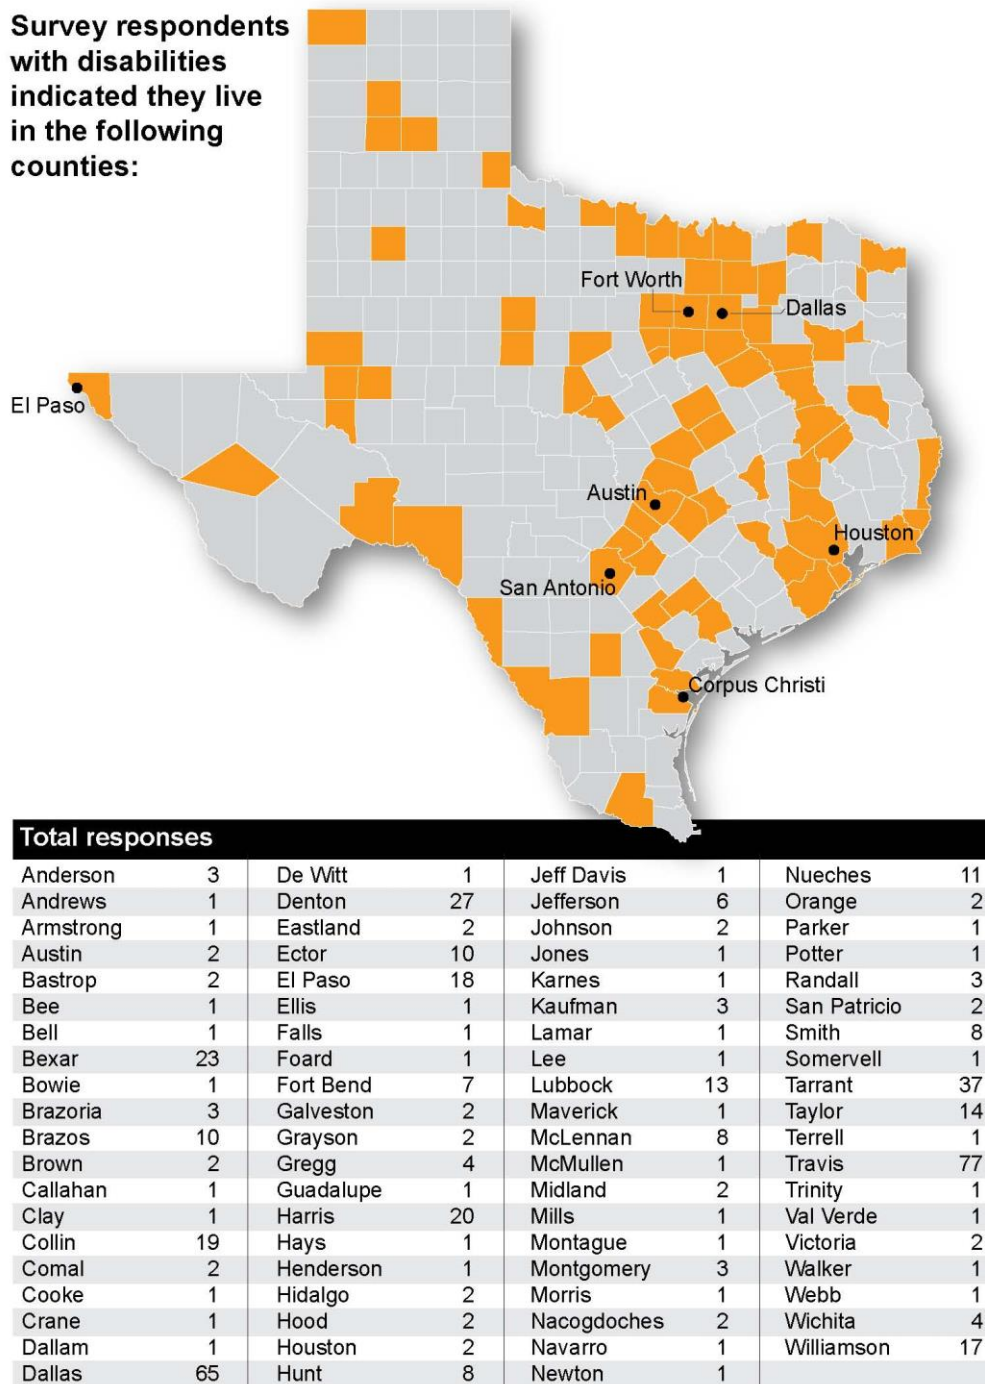 Survey respondents
with disabilities
indicated they live
in the following
counties:
Fort Worth
Dallas
El Paso
Austin
Houston
San Antonio
Corpus Christi
Total responses
Anderson 3 De Witt 1 Jeff Davis 1 Nueches 11
Andrews 1 Denton 27 Jefferson 6 Orange 2
Armstrong 1 Eastland 2 Johnson 2 Parker 1
Austin 2 Ector 10 Jones 1 Potter 1
Bastrop 2 El Paso 18 Karnes 1 Randall 3
Bee 1 Ellis 1 Kaufman 3 San Patricio 2
Bell 1 Falls 1 Lamar 1 Smith 8
Bexar 23 Foard 1 Lee 1 Somervell 1
Bowie 1 Fort Bend 7 Lubbock 13 Tarrant 37
Brazoria 3 Galveston 2 Maverick 1 Taylor 14
Brazos 10 Grayson 2 McLennan 8 Terrell 1
Brown 2 Gregg 4 McMullen 1 Travis 77
Callahan 1 Guadalupe 1 Midland 2 Trinity 1
Clay 1 Harris 20 Mills 1 Val Verde 1
Collin 19 Hays 1 Montague 1 Victoria 2
Comal 2 Henderson 1 Montgomery 3 Walker 1
Cooke 1 Hidalgo 2 Morris 1 Webb 1
Crane 1 Hood 2 Nacogdoches 2 Wichita 4
Dallam 1 Houston 2 Navarro 1 Williamson 17
Dallas 65 Hunt 8 Newton 1